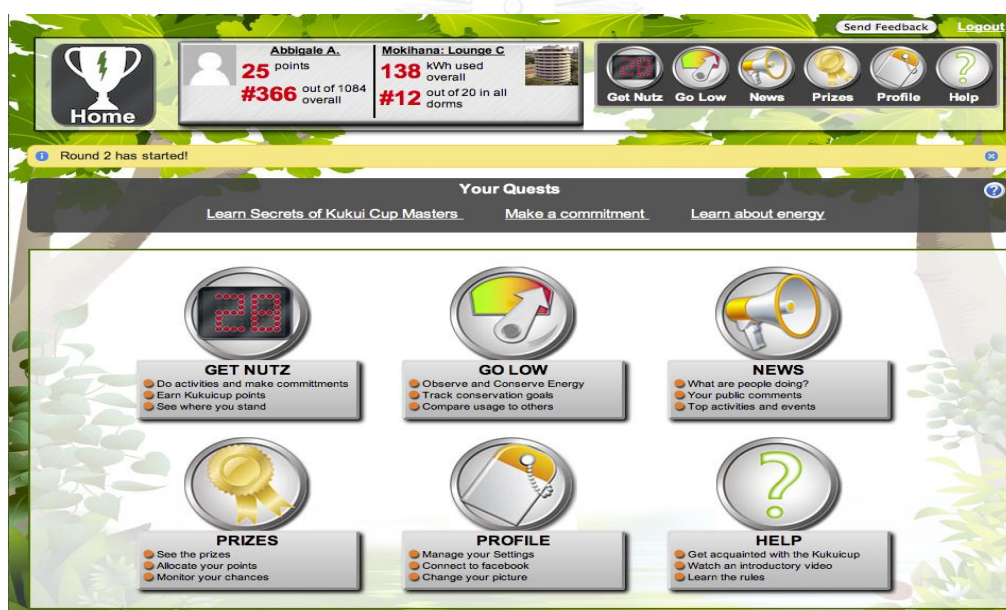 Send Feedback Logout
Home
Abbigale A.
25 points
#366 out of 1084 overall
Mokihana: Lounge C
138 kWh used overall
#12 out of 20 in all dorms
28
Get Nutz Go Low News Prizes Profile Help
Round 2 has started!
Your Quests
Learn Secrets of Kukui Cup Masters Make a commitment Learn about energy
28
GET NUTZ
Do activities and make committments
Earn Kukuicup points
See where you stand
GO LOW
Observe and Conserve Energy
Track conservation goals
Compare usage to others
NEWS
What are people doing?
Your public comments
Top activities and events
PRIZES
See the prizes
Allocate your points
Monitor your chances
PROFILE
Manage your Settings
Connect to facebook
Change your picture
HELP
Get acquainted with the Kukuicup
Watch an introductory video
Learn the rules